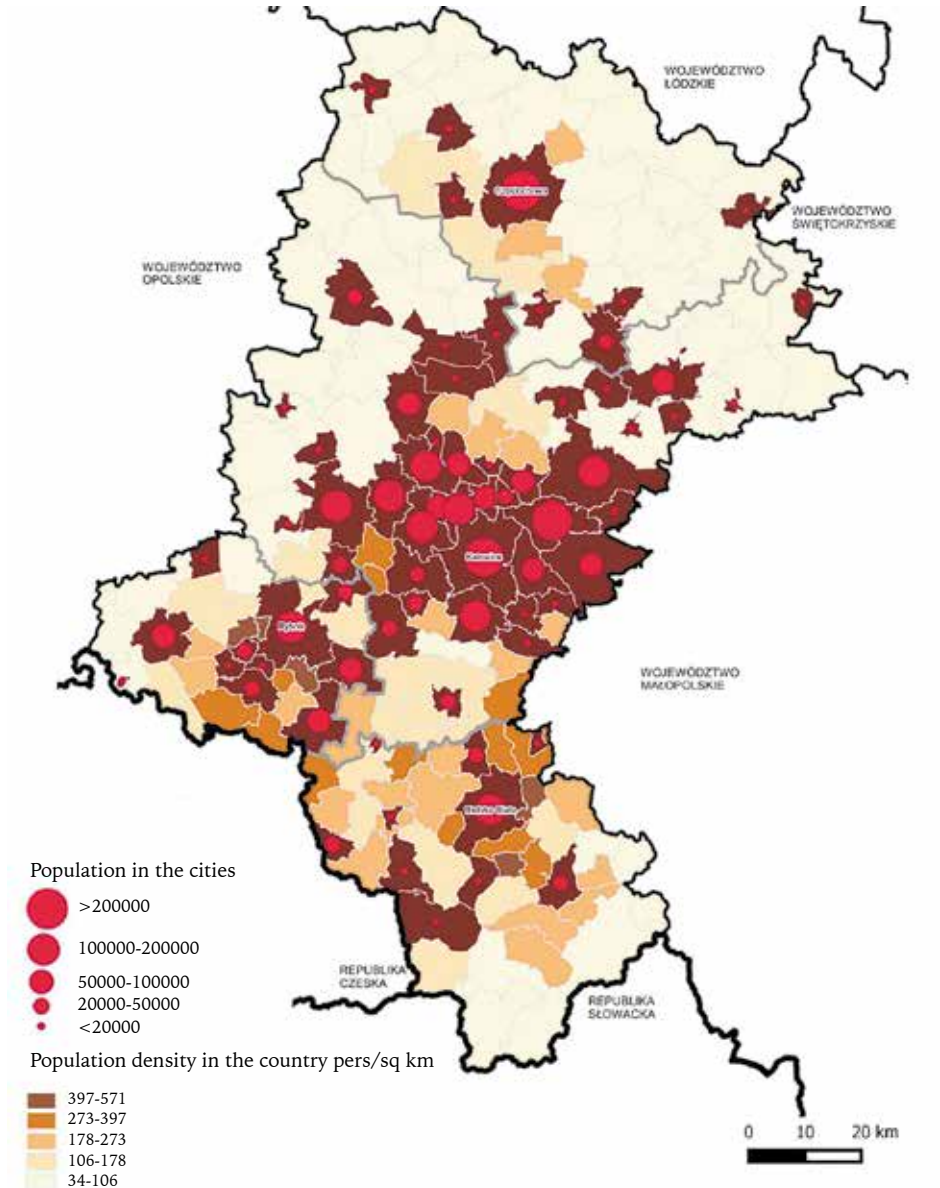 WOJEWÓDZTWO
ŁÓDZKIE
Częstochowa
WOJEWÓDZTWO
ŚWIĘTOKRZYSKIE
WOJEWÓDZTWO
OPOLSKIE
Katowice
Rybnik
WOJEWÓDZTWO
MAŁOPOLSKIE
Bielsko-Biała
Population in the cities
>200000
100000-200000
50000-100000
20000-50000
<20000
REPUBLIKA
CZESKA
REPUBLIKA
SŁOWACKA
Population density in the country pers/sq km
397-571
273-397
178-273
106-178
34-106
0 10 20 km